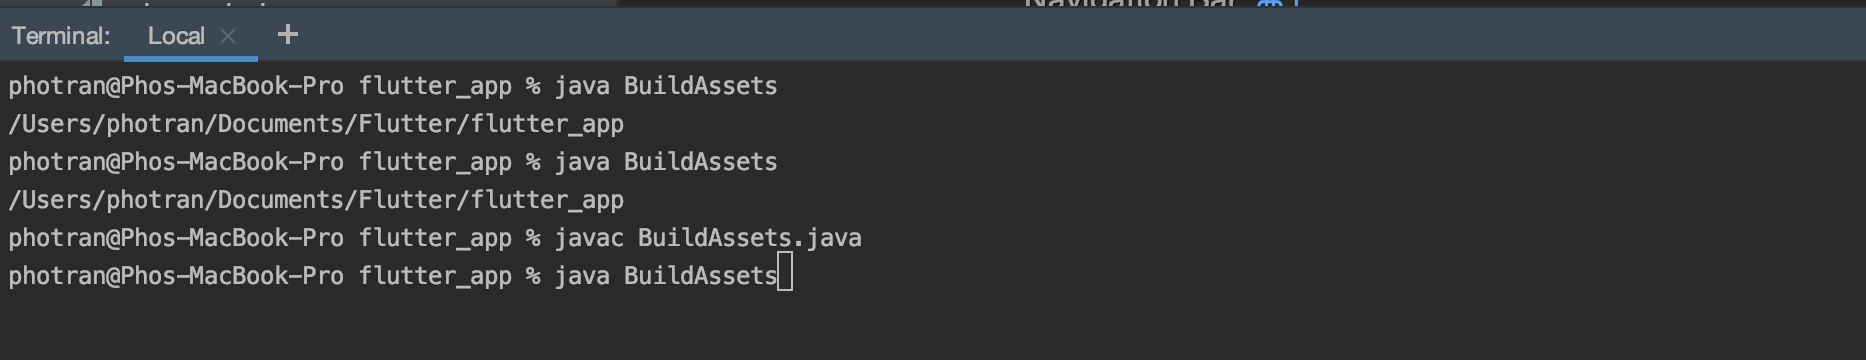 Navigation Bar
Terminal: Local × +
photran@Phos-MacBook-Pro flutter_app % java BuildAssets
/Users/photran/Documents/Flutter/flutter_app
photran@Phos-MacBook-Pro flutter_app % java BuildAssets
/Users/photran/Documents/Flutter/flutter_app
photran@Phos-MacBook-Pro flutter_app % javac BuildAssets.java
photran@Phos-MacBook-Pro flutter_app % java BuildAssets